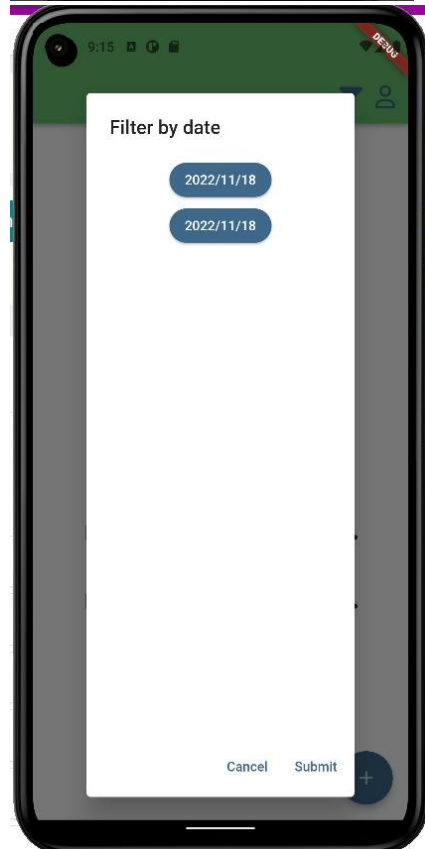 9:15
DEBUG
Filter by date
2022/11/18
2022/11/18
Cancel Submit
+